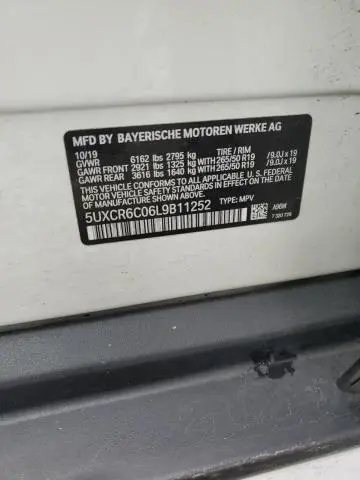 MFD BY BAYERISCHE MOTOREN WERKE AG
10/19 TIRE / RIM
GVWR 6162 lbs 2795 kg
GAWR FRONT 2921 lbs 1325 kg WITH 265/50 R19 / 9.0J x 19
GAWR REAR 3616 lbs 1640 kg WITH 265/50 R19 / 9.0J x 19
THIS VEHICLE CONFORMS TO ALL APPLICABLE U.S. FEDERAL
MOTOR VEHICLE SAFETY STANDARDS IN EFFECT
ON THE DATE OF MANUFACTURE SHOWN ABOVE.
5UXCR6C06L9B11252 TYPE: MPV